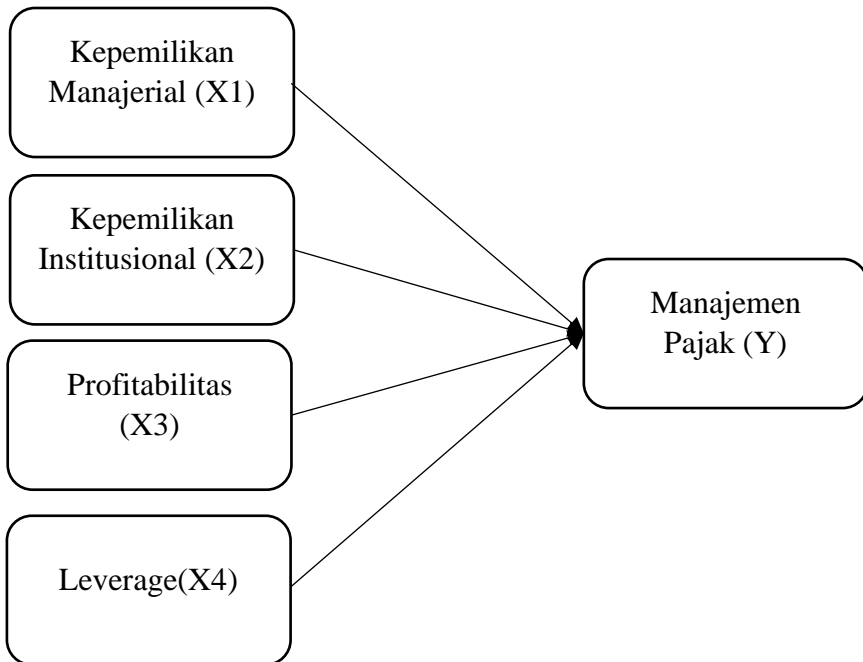 Kepemilikan
Manajerial (X1)
Kepemilikan
Institusional (X2)
Profitabilitas
(X3)
Leverage(X4)
Manajemen
Pajak (Y)